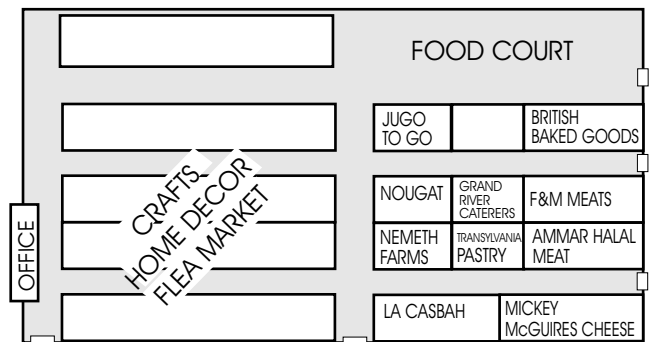 FOOD COURT
JUGO
TO GO
BRITISH
BAKED GOODS
CRAFTS
HOME DECOR
FLEA MARKET
NOUGAT
GRAND
RIVER
CATERERS
F&M MEATS
NEMETH
FARMS
TRANSYLVANIA
PASTRY
AMMAR HALAL
MEAT
OFFICE
LA CASBAH
MICKEY
McGUIRES CHEESE